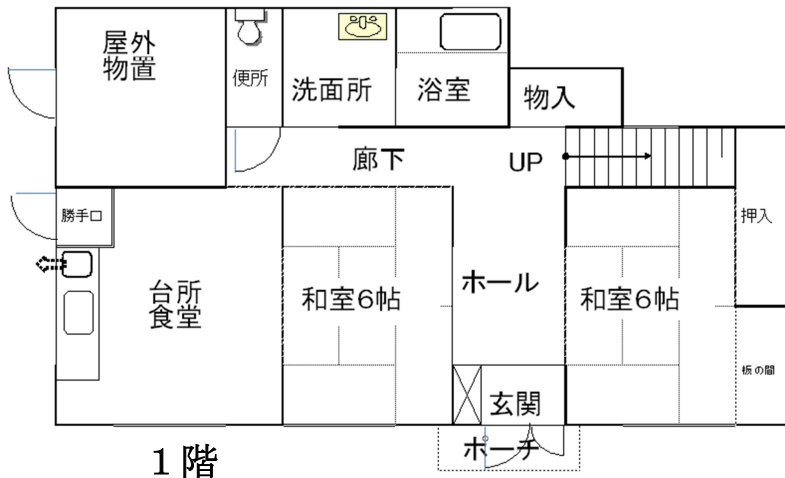 屋外
物置
便所
洗面所
浴室
物入
廊下
UP
勝手口
押入
台所
食堂
和室6帖
ホール
和室6帖
板の間
玄関
ポーチ
1階